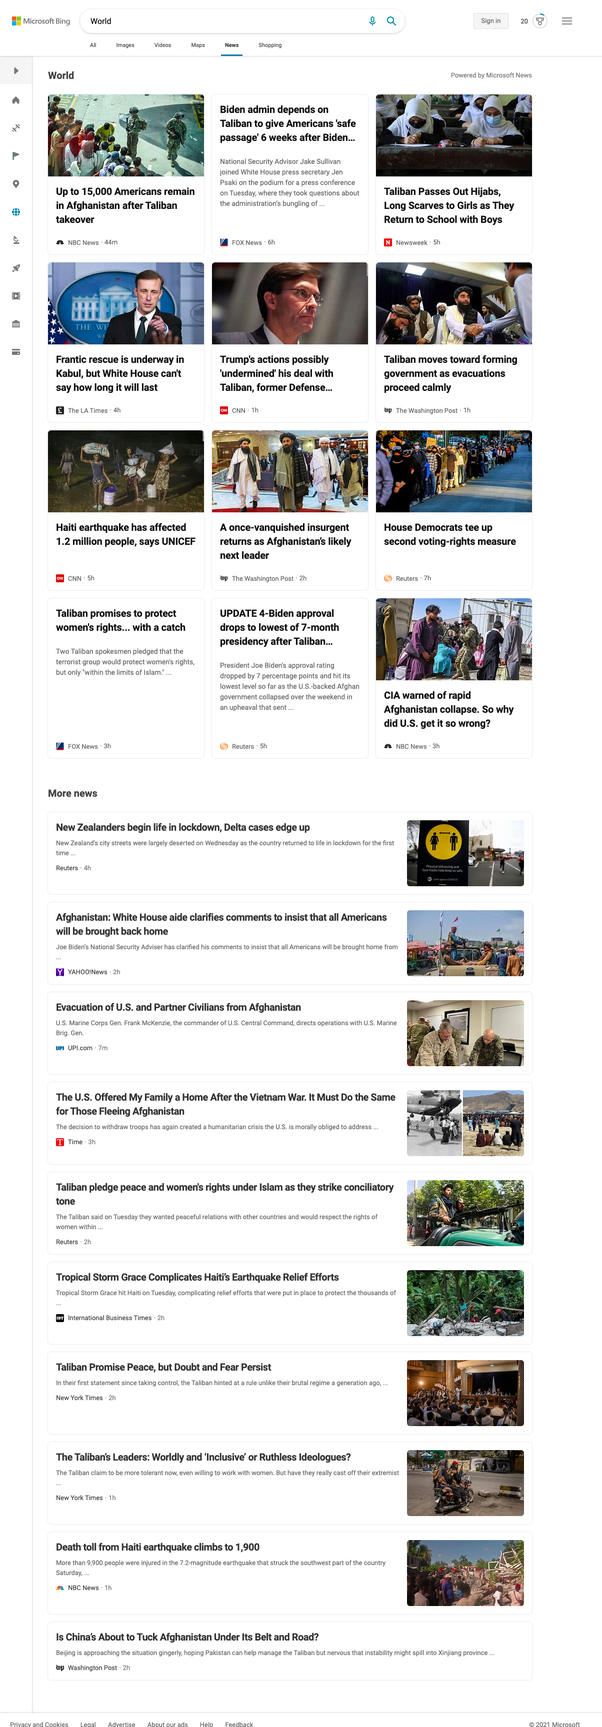 Microsoft Bing
World
Sign in
20
All
Images
Videos
Maps
News
Shopping
World
Powered by Microsoft News
Up to 15,000 Americans remain
in Afghanistan after Taliban
takeover
NBC News · 44m
Biden admin depends on
Taliban to give Americans 'safe
passage' 6 weeks after Biden...
National Security Advisor Jake Sullivan
joined White House press secretary Jen
Psaki on the podium for a press conference
on Tuesday, where they took questions about
the administration's bungling of ...
FOX News · 6h
Taliban Passes Out Hijabs,
Long Scarves to Girls as They
Return to School with Boys
Newsweek · 5h
Frantic rescue is underway in
Kabul, but White House can't
say how long it will last
The LA Times · 4h
Trump's actions possibly
'undermined' his deal with
Taliban, former Defense...
CNN · 1h
Taliban moves toward forming
government as evacuations
proceed calmly
The Washington Post · 1h
Haiti earthquake has affected
1.2 million people, says UNICEF
CNN · 5h
A once-vanquished insurgent
returns as Afghanistan's likely
next leader
The Washington Post · 2h
House Democrats tee up
second voting-rights measure
Reuters · 7h
Taliban promises to protect
women's rights... with a catch
Two Taliban spokesmen pledged that the
terrorist group would protect women's rights,
but only "within the limits of Islam." ...
FOX News · 3h
UPDATE 4-Biden approval
drops to lowest of 7-month
presidency after Taliban...
President Joe Biden's approval rating
dropped by 7 percentage points and hit its
lowest level so far as the U.S.-backed Afghan
government collapsed over the weekend in
an upheaval that sent ...
Reuters · 5h
CIA warned of rapid
Afghanistan collapse. So why
did U.S. get it so wrong?
NBC News · 3h
More news
New Zealanders begin life in lockdown, Delta cases edge up
New Zealand's city streets were largely deserted on Wednesday as the country returned to life in lockdown for the first
time ...
Reuters · 4h
Afghanistan: White House aide clarifies comments to insist that all Americans
will be brought back home
Joe Biden's National Security Adviser has clarified his comments to insist that all Americans will be brought home from
...
YAHOO!News · 2h
Evacuation of U.S. and Partner Civilians from Afghanistan
U.S. Marine Corps Gen. Frank McKenzie, the commander of U.S. Central Command, directs operations with U.S. Marine
Brig. Gen.
UPI.com · 7m
The U.S. Offered My Family a Home After the Vietnam War. It Must Do the Same
for Those Fleeing Afghanistan
The decision to withdraw troops has again created a humanitarian crisis the U.S. is morally obliged to address ...
Time · 3h
Taliban pledge peace and women's rights under Islam as they strike conciliatory
tone
The Taliban said on Tuesday they wanted peaceful relations with other countries and would respect the rights of
women within ...
Reuters · 2h
Tropical Storm Grace Complicates Haiti's Earthquake Relief Efforts
Tropical Storm Grace hit Haiti on Tuesday, complicating relief efforts that were put in place to protect the thousands of
...
International Business Times · 2h
Taliban Promise Peace, but Doubt and Fear Persist
In their first statement since taking control, the Taliban hinted at a rule unlike their brutal regime a generation ago, ...
New York Times · 2h
The Taliban's Leaders: Worldly and 'Inclusive' or Ruthless Ideologues?
The Taliban claim to be more tolerant now, even willing to work with women. But have they really cast off their extremist
...
New York Times · 1h
Death toll from Haiti earthquake climbs to 1,900
More than 9,900 people were injured in the 7.2-magnitude earthquake that struck the southwest part of the country
Saturday, ...
NBC News · 1h
Is China's About to Tuck Afghanistan Under Its Belt and Road?
Beijing is approaching the situation gingerly, hoping Pakistan can help manage the Taliban but nervous that instability might spill into Xinjiang province ...
Washington Post · 2h
Privacy and Cookies
Legal
Advertise
About our ads
Help
Feedback
© 2021 Microsoft